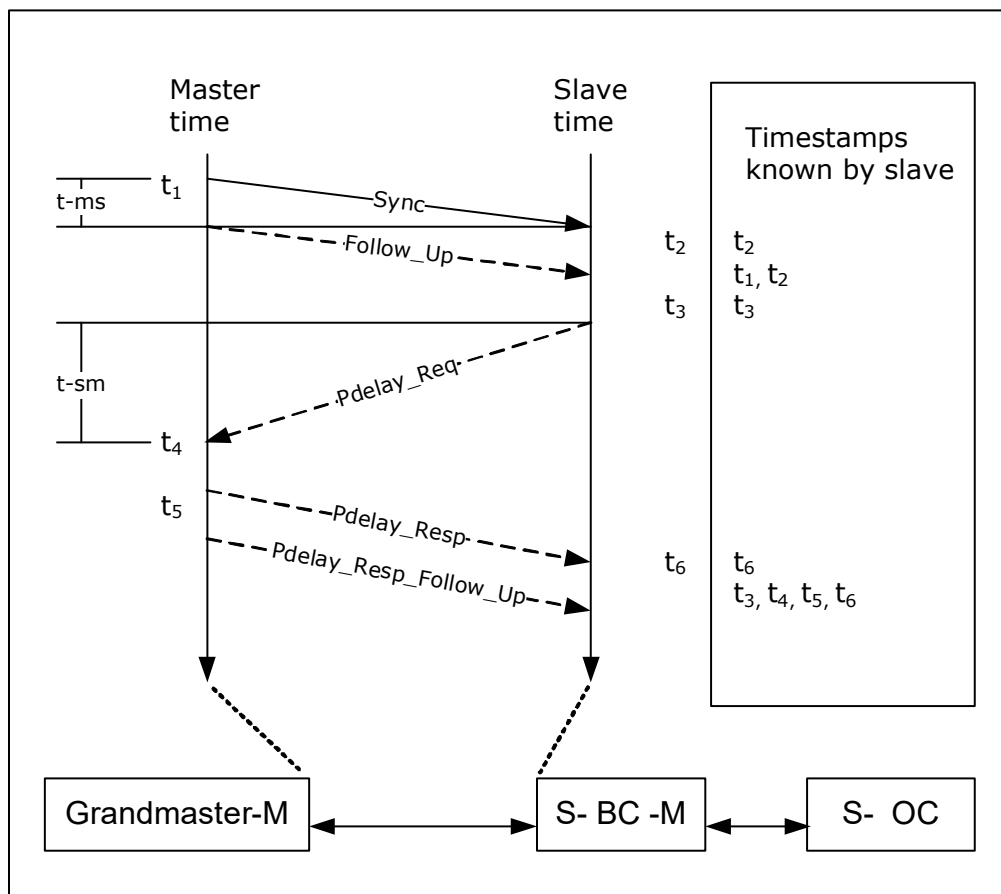 Master
time
Slave
time
Timestamps
known by slave
t-ms
t₁
Sync
Follow_Up
t₂
t₂
t₁, t₂
t₃
t₃
Pdelay_Req
t-sm
t₄
t₅
Pdelay_Resp
Pdelay_Resp_Follow_Up
t₆
t₆
t₃, t₄, t₅, t₆
Grandmaster-M
S- BC -M
S- OC